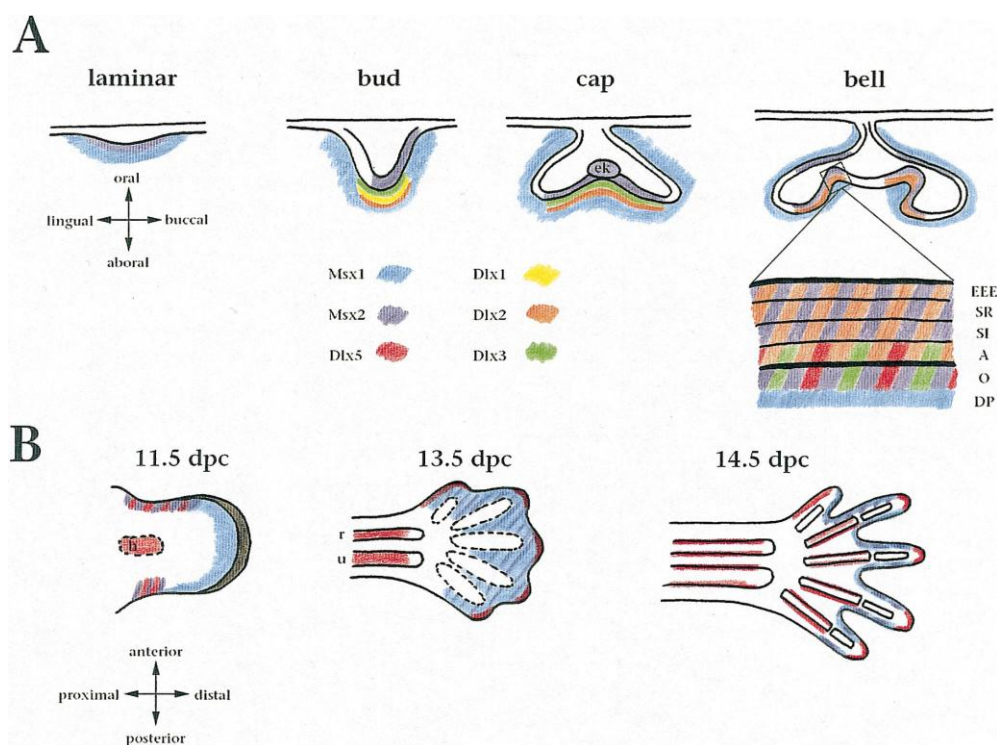 A
laminar bud cap bell
oral
lingual buccal
aboral
ek
Msx1 Dlx1
Msx2 Dlx2
Dlx5 Dlx3
EEE
SR
SI
A
O
DP
B
11.5 dpc 13.5 dpc 14.5 dpc
h
r
u
anterior
proximal distal
posterior